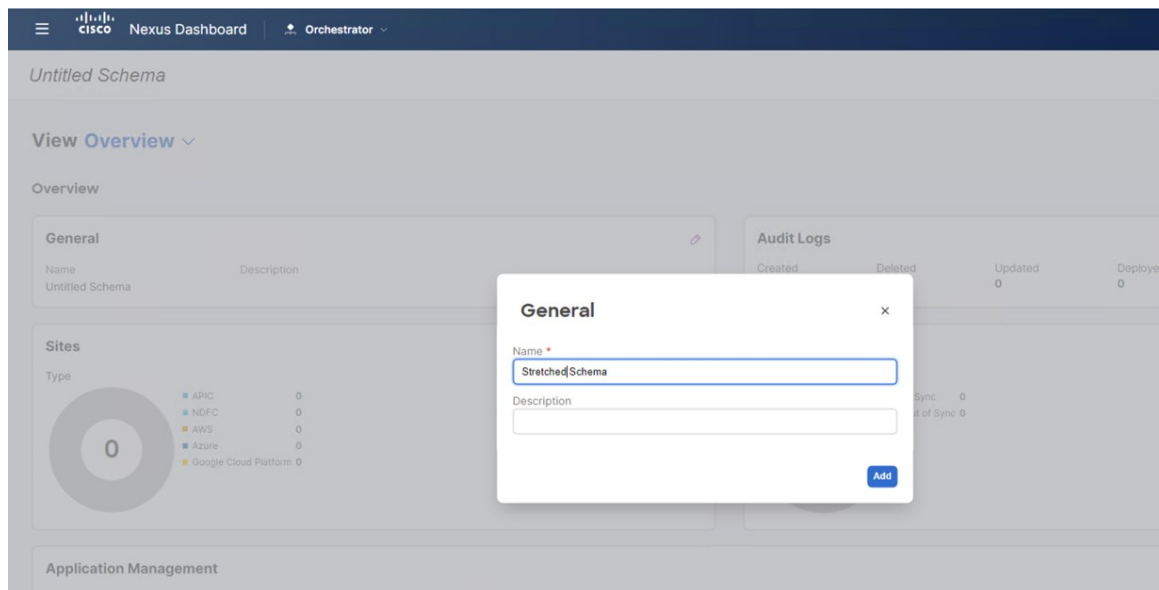 cisco Nexus Dashboard Orchestrator
Untitled Schema
View Overview
Overview
General
Name Description
Untitled Schema
Audit Logs
Created Deleted Updated Deploye
0 0
General
Name *
Stretched Schema
Description
Add
Sites
Type
0
APIC 0
NDFC 0
AWS 0
Azure 0
Google Cloud Platform 0
Sync 0
t of Sync 0
Application Management